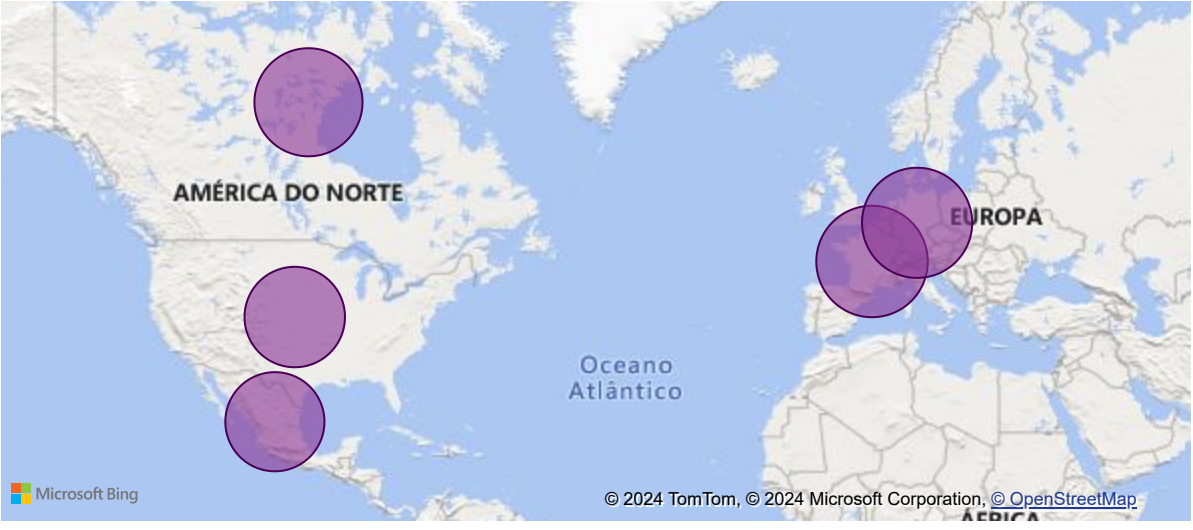 AMÉRICA DO NORTE
EUROPA
Oceano
Atlântico
Microsoft Bing
© 2024 TomTom, © 2024 Microsoft Corporation, © OpenStreetMap
ÁFRICA